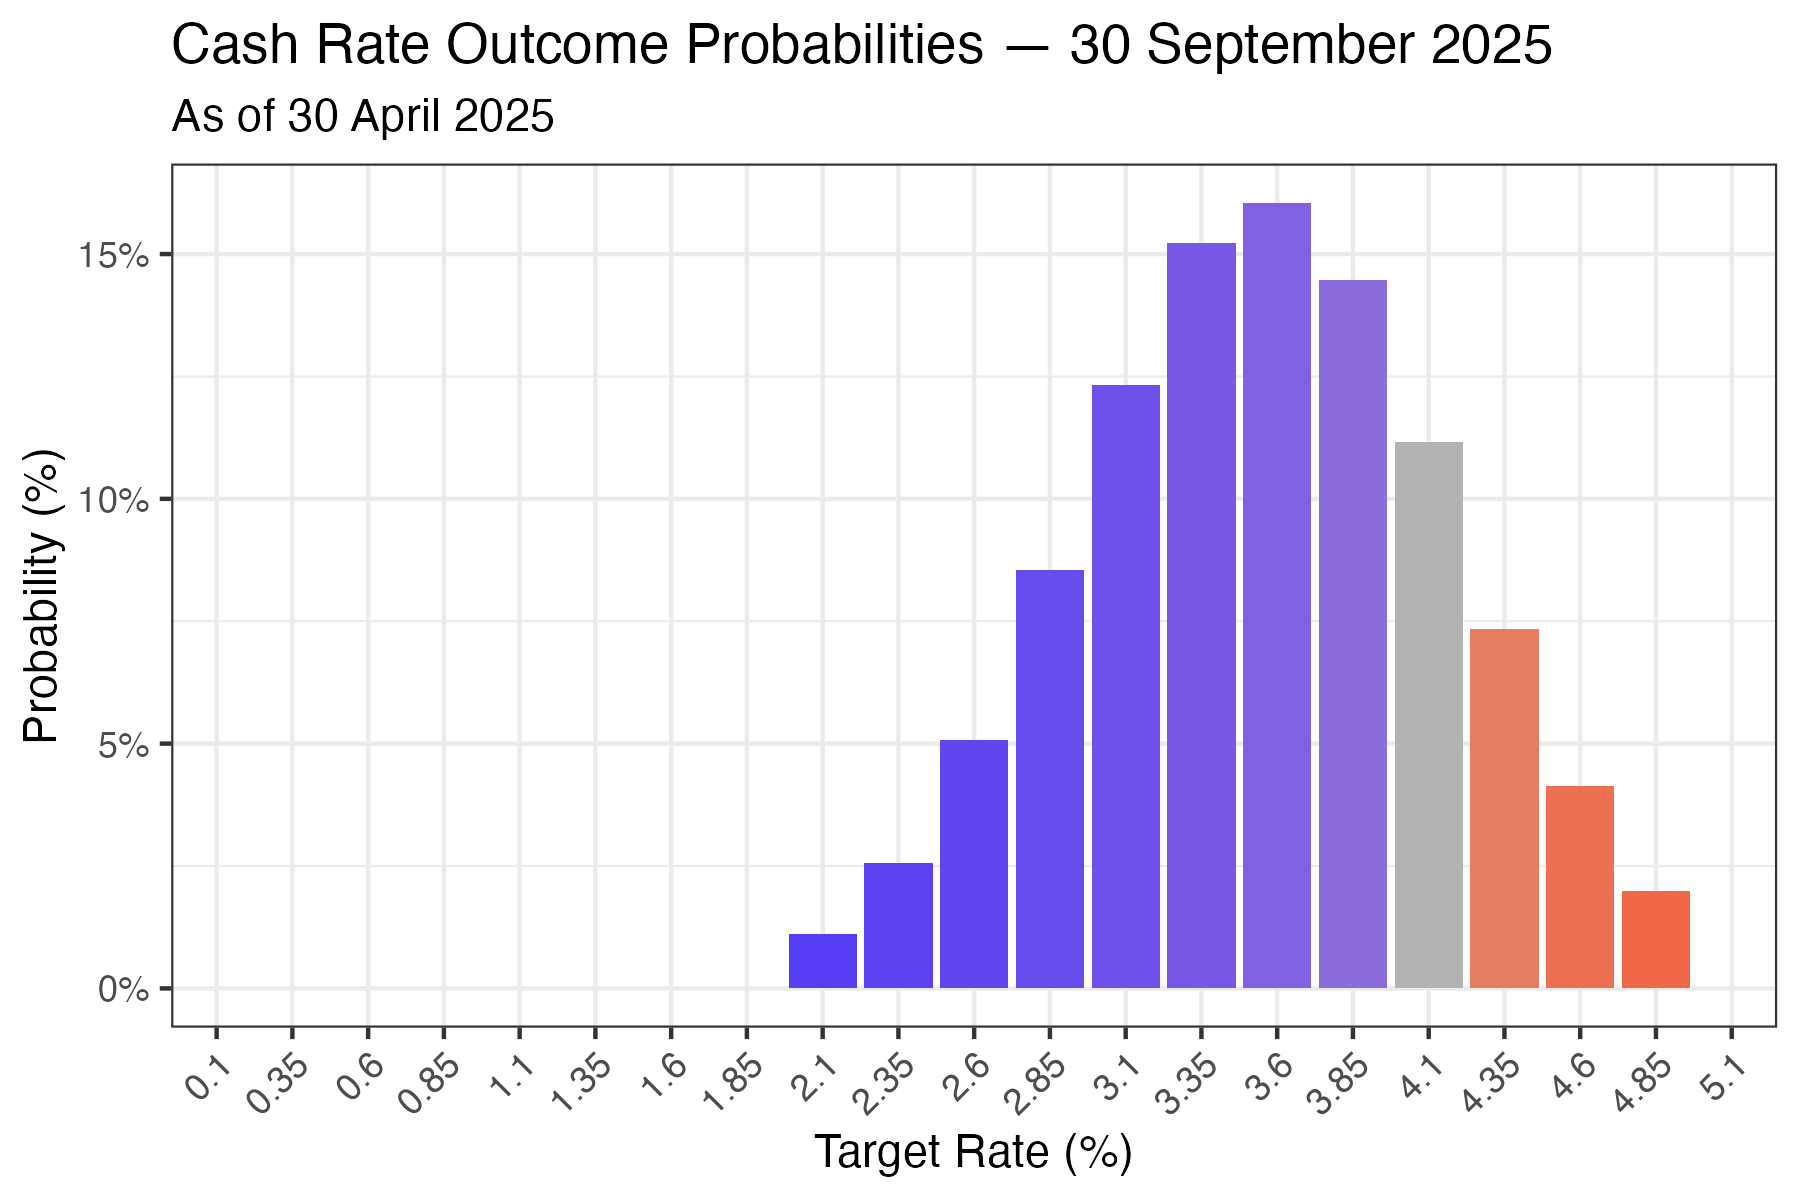 Cash Rate Outcome Probabilities — 30 September 2025
As of 30 April 2025
Probability (%)
15%
10%
5%
0%
0.1 0.35 0.6 0.85 1.1 1.35 1.6 1.85 2.1 2.35 2.6 2.85 3.1 3.35 3.6 3.85 4.1 4.35 4.6 4.85 5.1
Target Rate (%)